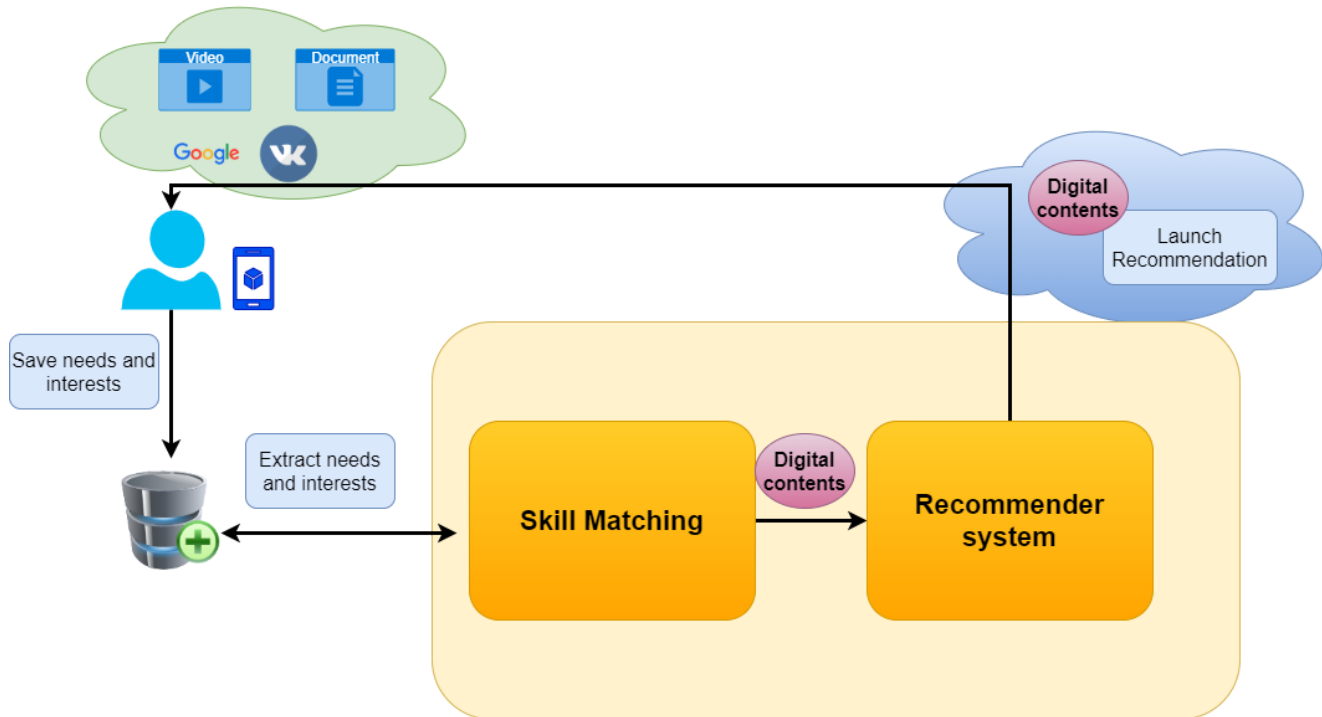 Video
Document
Google
VK
Digital
contents
Launch
Recommendation
Save needs and
interests
Extract needs
and interests
Digital
contents
Skill Matching
Recommender
system